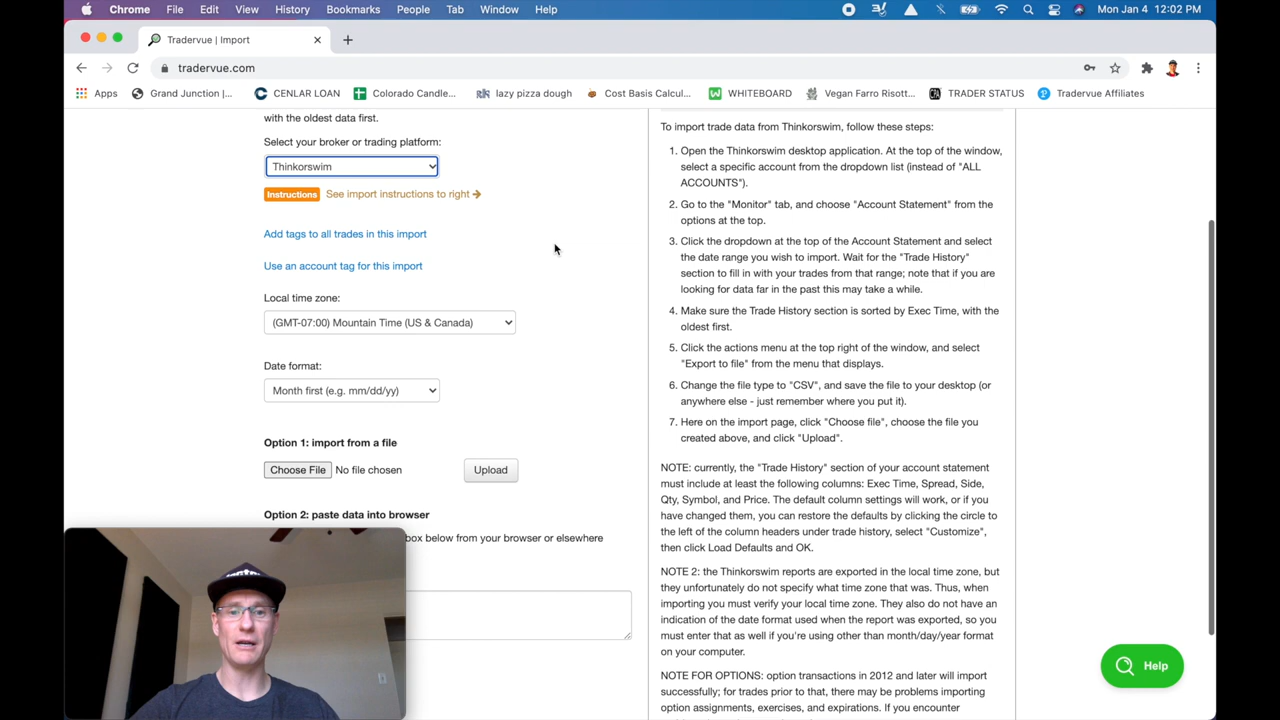 Chrome File Edit View History Bookmarks People Tab Window Help Mon Jan 4 12:02 PM
Tradervue | Import
tradervue.com
Apps Grand Junction |... CENLAR LOAN Colorado Candle... lazy pizza dough Cost Basis Calcul... WHITEBOARD Vegan Farro Risott... TRADER STATUS Tradervue Affiliates
with the oldest data first.
Select your broker or trading platform:
Thinkorswim
Instructions See import instructions to right
Add tags to all trades in this import
Use an account tag for this import
Local time zone:
(GMT-07:00) Mountain Time (US & Canada)
Date format:
Month first (e.g. mm/dd/yy)
Option 1: import from a file
Choose File No file chosen Upload
Option 2: paste data into browser
box below from your browser or elsewhere
To import trade data from Thinkorswim, follow these steps:
1. Open the Thinkorswim desktop application. At the top of the window,
select a specific account from the dropdown list (instead of "ALL
ACCOUNTS").
2. Go to the "Monitor" tab, and choose "Account Statement" from the
options at the top.
3. Click the dropdown at the top of the Account Statement and select
the date range you wish to import. Wait for the "Trade History"
section to fill in with your trades from that range; note that if you are
looking for data far in the past this may take a while.
4. Make sure the Trade History section is sorted by Exec Time, with the
oldest first.
5. Click the actions menu at the top right of the window, and select
"Export to file" from the menu that displays.
6. Change the file type to "CSV", and save the file to your desktop (or
anywhere else - just remember where you put it).
7. Here on the import page, click "Choose file", choose the file you
created above, and click "Upload".
NOTE: currently, the "Trade History" section of your account statement
must include at least the following columns: Exec Time, Spread, Side,
Qty, Symbol, and Price. The default column settings will work, or if you
have changed them, you can restore the defaults by clicking the circle to
the left of the column headers under trade history, select "Customize",
then click Load Defaults and OK.
NOTE 2: the Thinkorswim reports are exported in the local time zone, but
they unfortunately do not specify what time zone that was. Thus, when
importing you must verify your local time zone. They also do not have an
indication of the date format used when the report was exported, so you
must enter that as well if you're using other than month/day/year format
on your computer.
NOTE FOR OPTIONS: option transactions in 2012 and later will import
successfully; for trades prior to that, there may be problems importing
option assignments, exercises, and expirations. If you encounter
Help